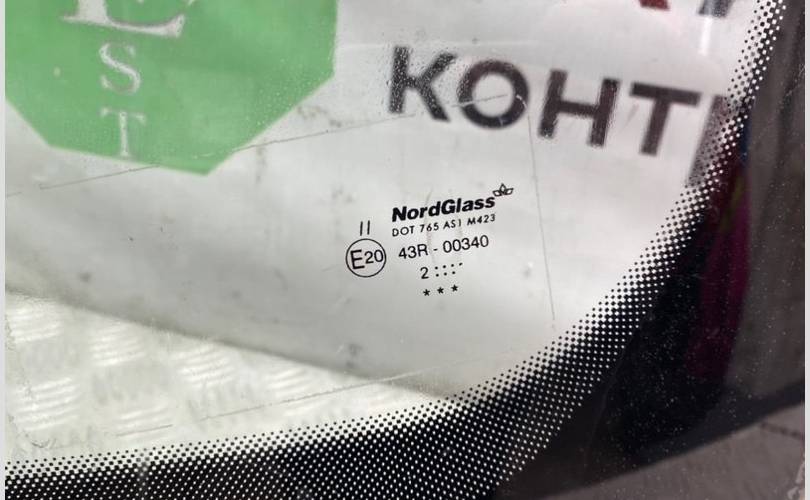 S
T
КОНТ
NordGlass
II
DOT 765 AS1 M423
E20
43R - 00340
2
* * *